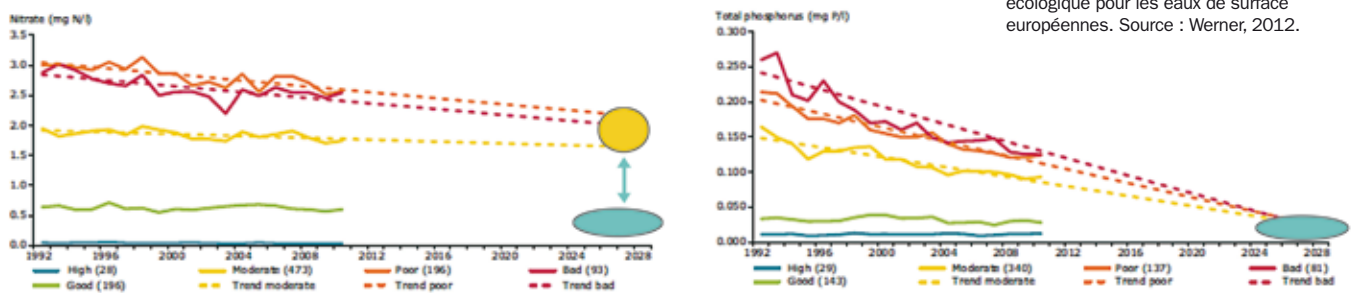 écologique pour les eaux de surface
européennes. Source : Werner, 2012.
Nitrate (mg N/l)
3.5
3.0
2.5
2.0
1.5
1.0
0.5
0.0
1992 1996 2000 2004 2008 2012 2016 2020 2024 2028
High (28) Moderate (473) Poor (196) Bad (93)
Good (196) Trend moderate Trend poor Trend bad
Total phosphorus (mg P/l)
0.300
0.250
0.200
0.150
0.100
0.050
0.000
1992 1996 2000 2004 2008 2012 2016 2020 2024 2028
High (29) Moderate (340) Poor (137) Bad (81)
Good (143) Trend moderate Trend poor Trend bad